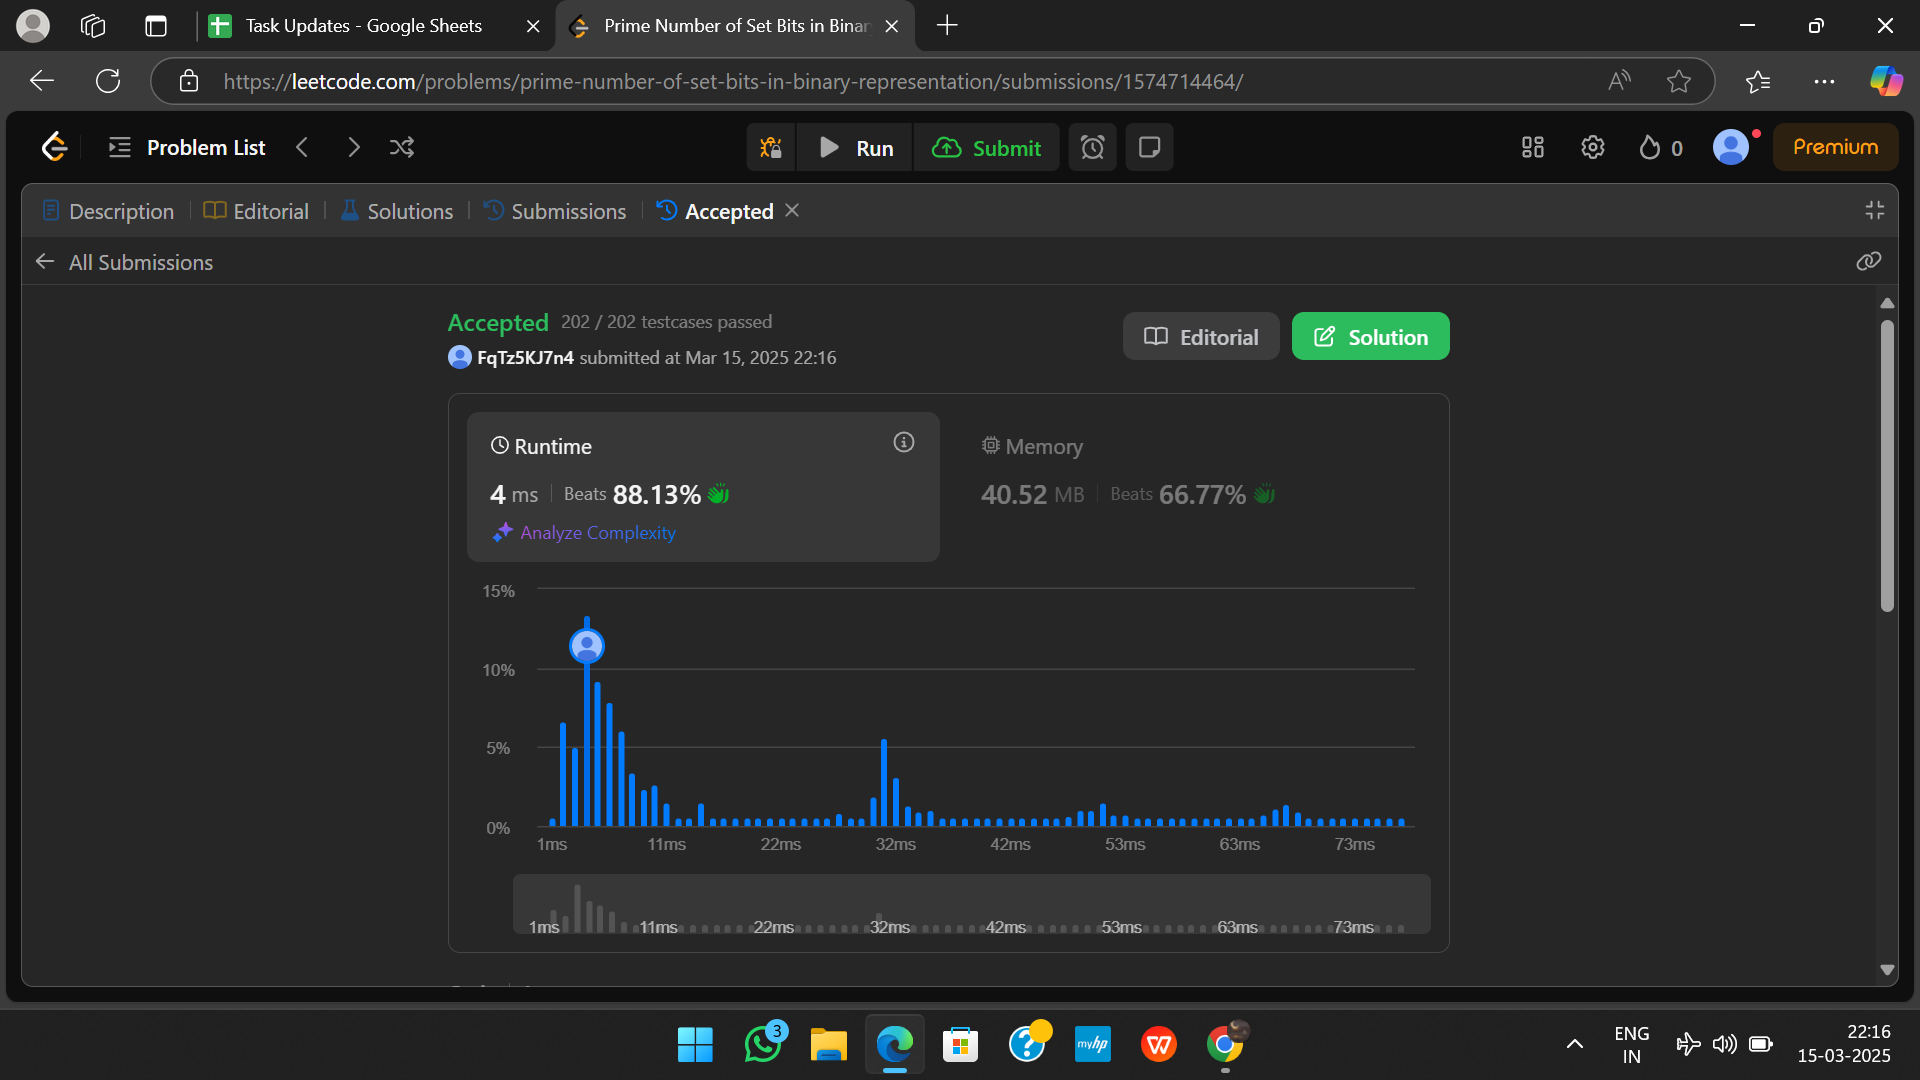 Task Updates - Google Sheets
Prime Number of Set Bits in Binar
https://leetcode.com/problems/prime-number-of-set-bits-in-binary-representation/submissions/1574714464/
Problem List
Run
Submit
0
Premium
Description
Editorial
Solutions
Submissions
Accepted
All Submissions
Accepted 202 / 202 testcases passed
FqTz5KJ7n4 submitted at Mar 15, 2025 22:16
Editorial
Solution
Runtime
4 ms Beats 88.13%
Analyze Complexity
Memory
40.52 MB Beats 66.77%
15%
10%
5%
0%
1ms 11ms 22ms 32ms 42ms 53ms 63ms 73ms
1ms 11ms 22ms 32ms 42ms 53ms 63ms 73ms
3
myhp
ENG
IN
22:16
15-03-2025